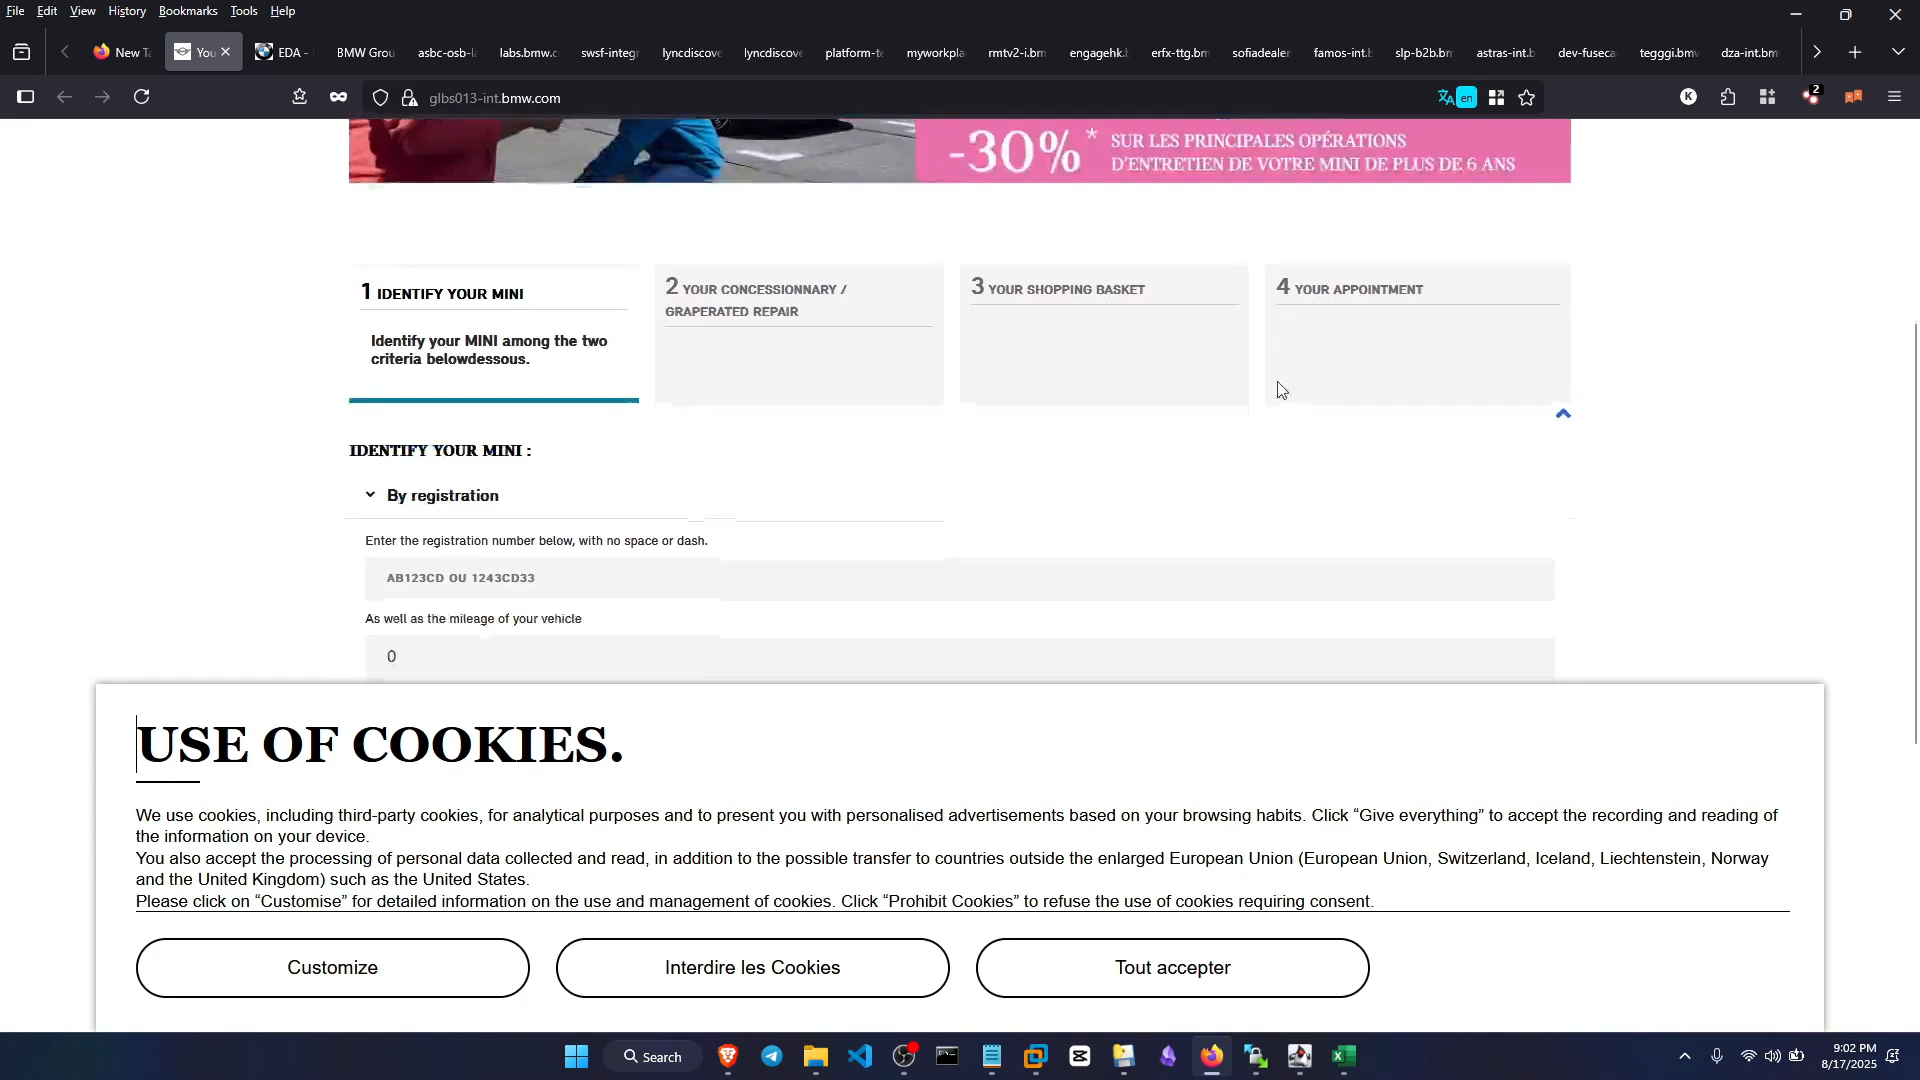 File Edit View History Bookmarks Tools Help
New Ta
You
EDA -
BMW Grou
asbc-osb-la
labs.bmw.c
swsf-integr
lyncdiscove
lyncdiscove
platform-te
myworkpla
rmtv2-i.bm
engagehk.b
erfx-ttg.bm
sofiadealer
famos-int.b
slp-b2b.bm
astras-int.b
dev-fuseca
tegggi.bmw
dza-int.bm
glbs013-int.bmw.com
en
K
2
-30%*
SUR LES PRINCIPALES OPÉRATIONS
D'ENTRETIEN DE VOTRE MINI DE PLUS DE 6 ANS
1 IDENTIFY YOUR MINI
Identify your MINI among the two
criteria belowdessous.
2 YOUR CONCESSIONNARY /
GRAPERATED REPAIR
3 YOUR SHOPPING BASKET
4 YOUR APPOINTMENT
IDENTIFY YOUR MINI :
By registration
Enter the registration number below, with no space or dash.
AB123CD OU 1243CD33
As well as the mileage of your vehicle
0
USE OF COOKIES.
We use cookies, including third-party cookies, for analytical purposes and to present you with personalised advertisements based on your browsing habits. Click “Give everything” to accept the recording and reading of
the information on your device.
You also accept the processing of personal data collected and read, in addition to the possible transfer to countries outside the enlarged European Union (European Union, Switzerland, Iceland, Liechtenstein, Norway
and the United Kingdom) such as the United States.
Please click on “Customise” for detailed information on the use and management of cookies. Click “Prohibit Cookies” to refuse the use of cookies requiring consent.
Customize
Interdire les Cookies
Tout accepter
Search
9:02 PM
8/17/2025